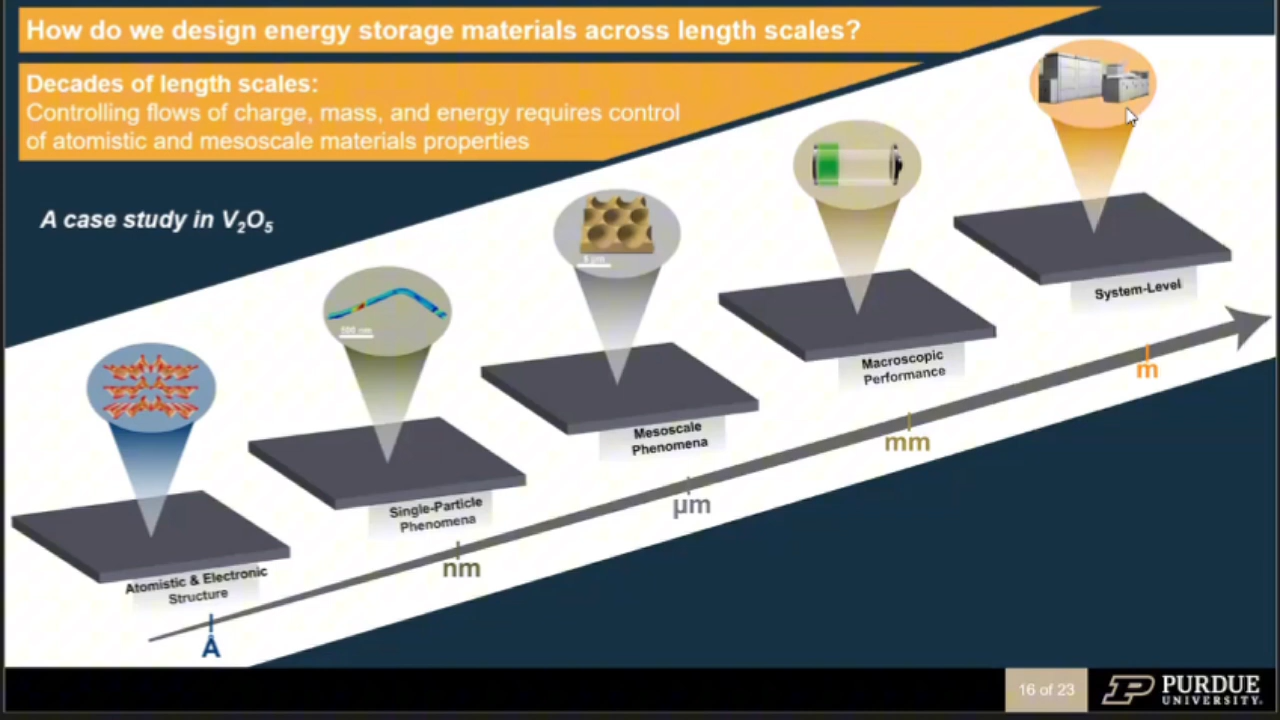 How do we design energy storage materials across length scales?
Decades of length scales:
Controlling flows of charge, mass, and energy requires control
of atomistic and mesoscale materials properties
A case study in V₂O₅
System-Level
Macroscopic
Performance
Mesoscale
Phenomena
Single-Particle
Phenomena
Atomistic & Electronic
Structure
500 nm
Å
nm
µm
mm
m
16 of 23
PURDUE
UNIVERSITY